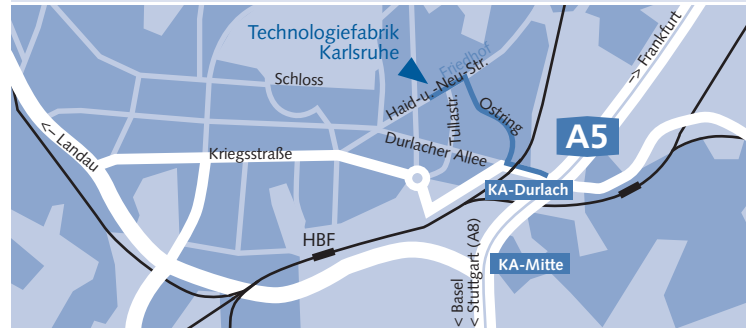 Technologiefabrik
Karlsruhe
Friedhof
Haid-u.-Neu-Str.
Schloss
Ostring
Tullastr.
-> Frankfurt
<- Landau
Kriegsstraße
Durlacher Allee
A5
KA-Durlach
HBF
KA-Mitte
< Basel
< Stuttgart (A8)